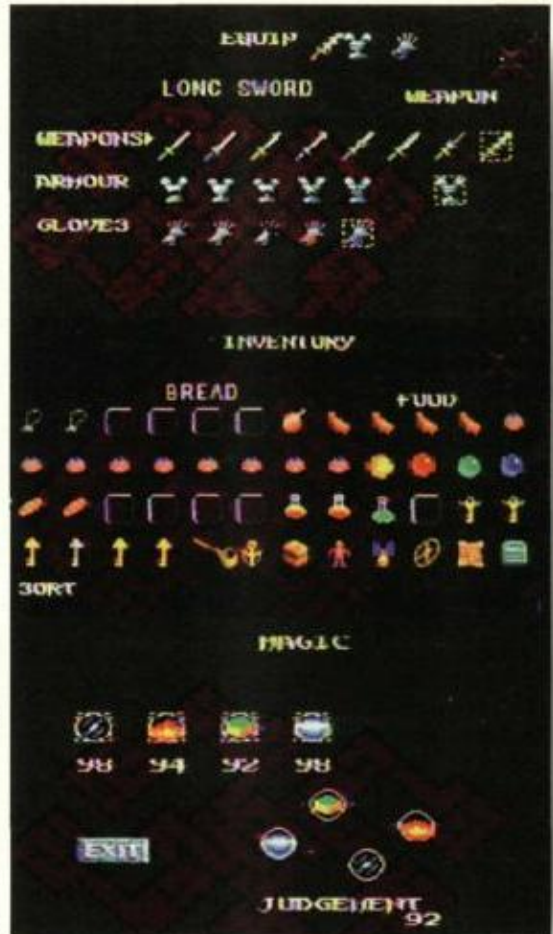 EQUIP
LONG SWORD WEAPON
WEAPONS
ARMOUR
GLOVES
INVENTORY
BREAD FOOD
SORT
MAGIC
98 94 92 98
EXIT
JUDGEMENT
92